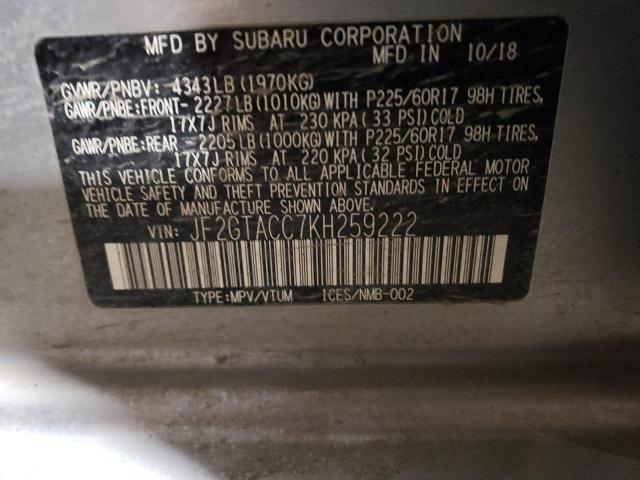 MFD BY SUBARU CORPORATION
MFD IN 10/18
GVWR/PNBV: 4343LB(1970KG)
GAWR/PNBE:FRONT- 2227LB(1010KG)WITH P225/60R17 98H TIRES,
17X7J RIMS AT 230 KPA(33 PSI)COLD
GAWR/PNBE:REAR -2205LB(1000KG)WITH P225/60R17 98H TIRES,
17X7J RIMS AT 220 KPA(32 PSI)COLD
THIS VEHICLE CONFORMS TO ALL APPLICABLE FEDERAL MOTOR
VEHICLE SAFETY AND THEFT PREVENTION STANDARDS IN EFFECT ON
THE DATE OF MANUFACTURE SHOWN ABOVE.
VIN: JF2GTACC7KH259222
TYPE:MPV/VTUM ICES/NMB-002